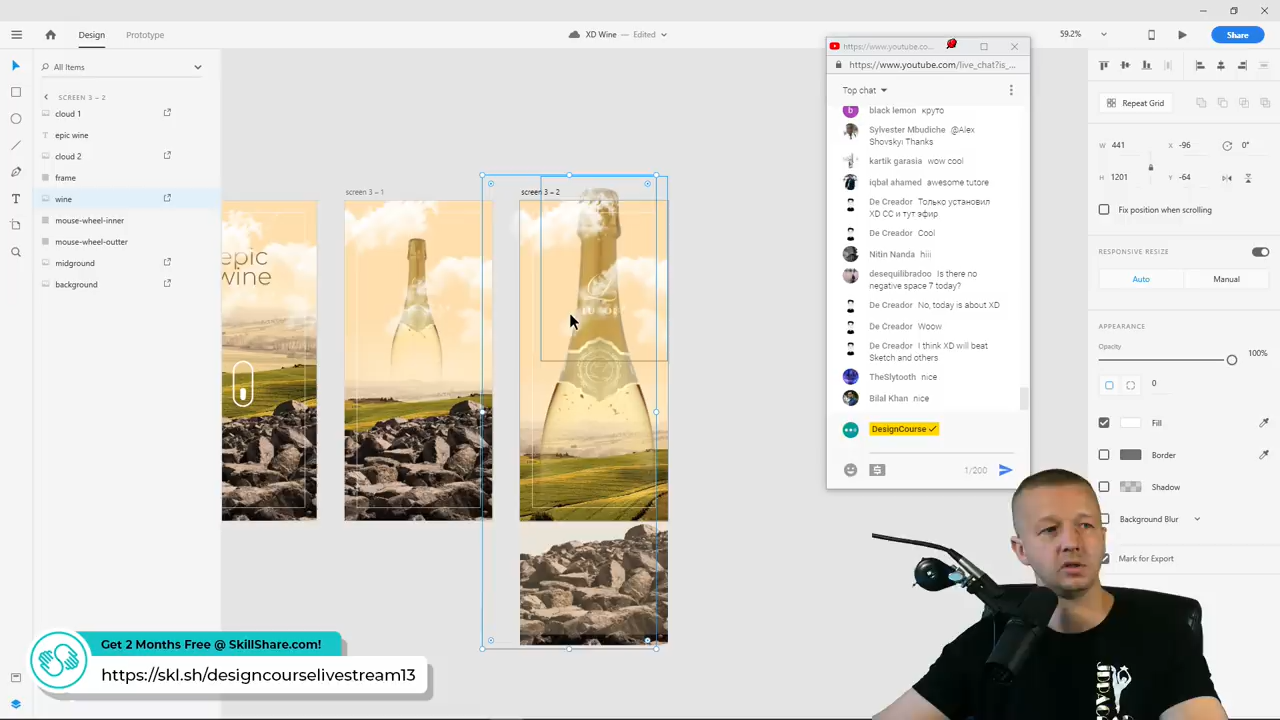 Design
Prototype
XD Wine — Edited
59.2%
Share
All Items
SCREEN 3 – 2
cloud 1
epic wine
cloud 2
frame
wine
mouse-wheel-inner
mouse-wheel-outter
midground
background
screen 3 – 1
screen 3 – 2
epic
wine
https://www.youtube.co...
https://www.youtube.com/live_chat?is_...
Top chat
b
black lemon круто
Sylvester Mbudiche @Alex
Shovskyi Thanks
kartik garasia wow cool
iqbal ahamed awesome tutore
De Creador Только установил
XD CC и тут эфир
De Creador Cool
Nitin Nanda hiii
desequilibradoo Is there no
negative space 7 today?
De Creador No, today is about XD
De Creador Woow
De Creador I think XD will beat
Sketch and others
TheSlytooth nice
Bilal Khan nice
DesignCourse ✓
1/200
Repeat Grid
W 441 X -96 0°
H 1201 Y -64
Fix position when scrolling
RESPONSIVE RESIZE
Auto Manual
APPEARANCE
Opacity
100%
0
Fill
Border
Shadow
Background Blur
Mark for Export
Get 2 Months Free @ SkillShare.com!
https://skl.sh/designcourselivestream13